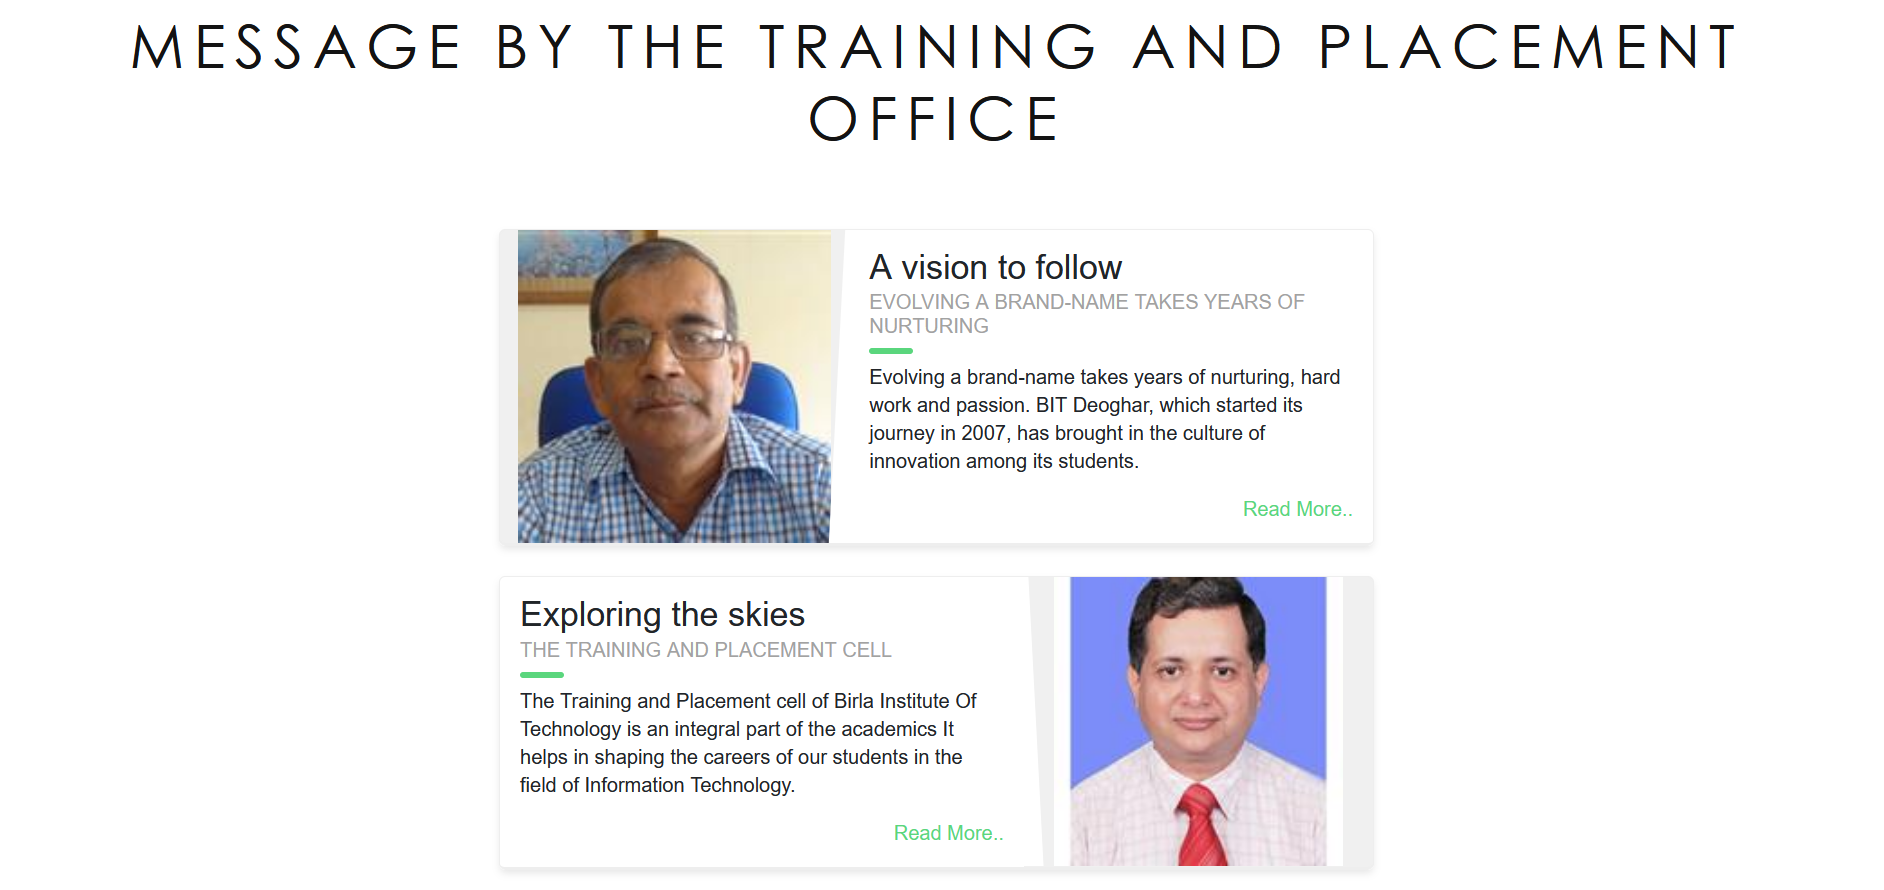 MESSAGE BY THE TRAINING AND PLACEMENT
OFFICE
A vision to follow
EVOLVING A BRAND-NAME TAKES YEARS OF
NURTURING
Evolving a brand-name takes years of nurturing, hard
work and passion. BIT Deoghar, which started its
journey in 2007, has brought in the culture of
innovation among its students.
Read More..
Exploring the skies
THE TRAINING AND PLACEMENT CELL
The Training and Placement cell of Birla Institute Of
Technology is an integral part of the academics It
helps in shaping the careers of our students in the
field of Information Technology.
Read More..